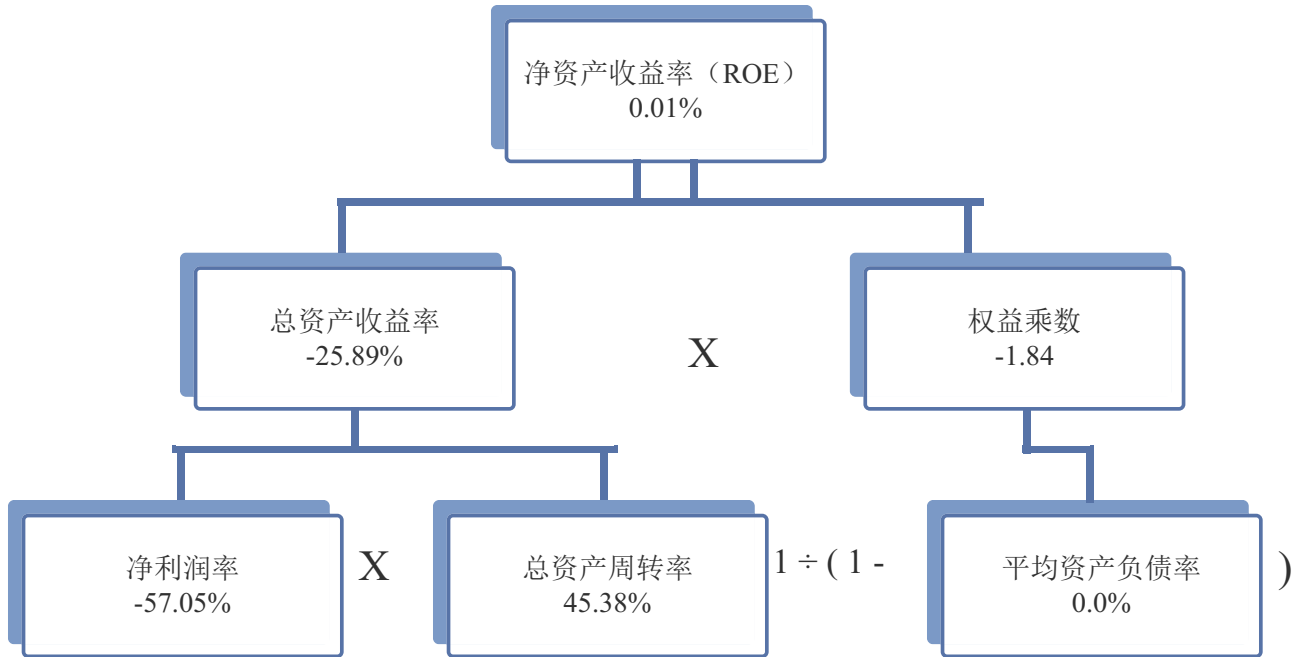 净资产收益率（ROE）
0.01%
总资产收益率
-25.89%
X
权益乘数
-1.84
净利润率
-57.05%
X
总资产周转率
45.38%
1 ÷ ( 1 -
平均资产负债率
0.0%
)